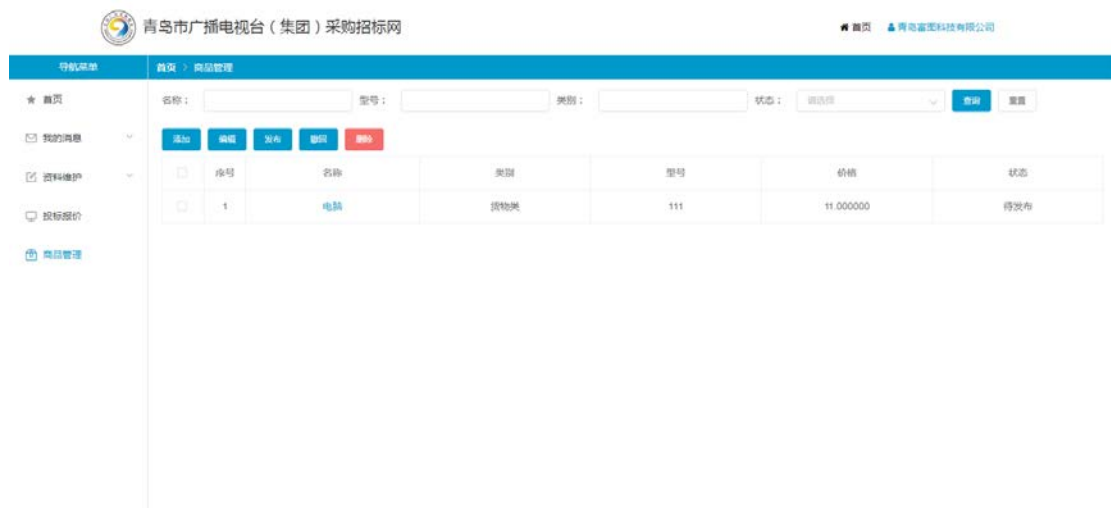 青岛市广播电视台（集团）采购招标网
首页 青岛富图科技有限公司
导航菜单 首页 > 商品管理
首页 名称： 型号： 类别： 状态： 请选择 查询 重置
我的消息 添加 编辑 发布 撤回 删除
资料维护 序号 名称 类别 型号 价格 状态
投标报价 1 电脑 货物类 111 11.000000 待发布
商品管理